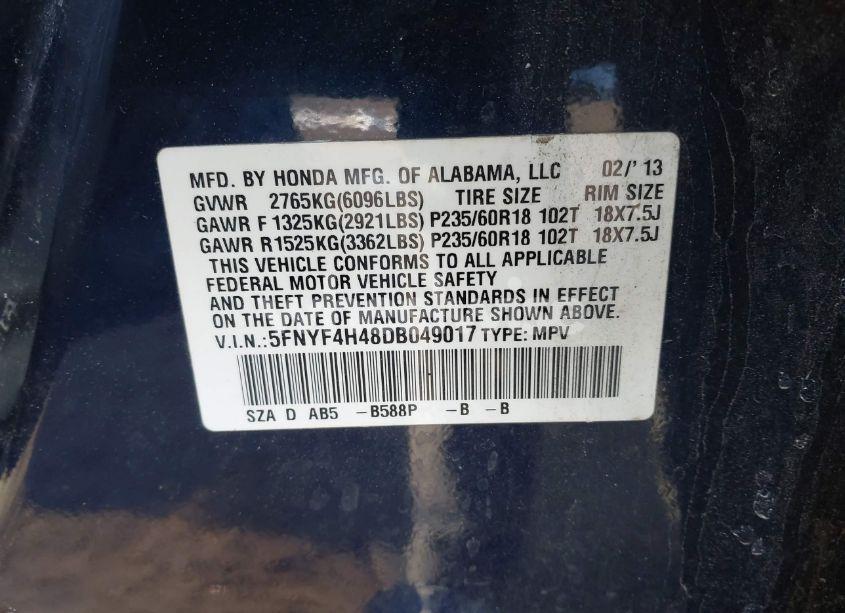 MFD. BY HONDA MFG. OF ALABAMA, LLC 02/' 13
GVWR 2765KG(6096LBS) TIRE SIZE RIM SIZE
GAWR F 1325KG(2921LBS) P235/60R18 102T 18X7.5J
GAWR R1525KG(3362LBS) P235/60R18 102T 18X7.5J
THIS VEHICLE CONFORMS TO ALL APPLICABLE
FEDERAL MOTOR VEHICLE SAFETY
AND THEFT PREVENTION STANDARDS IN EFFECT
ON THE DATE OF MANUFACTURE SHOWN ABOVE.
V.I.N.:5FNYF4H48DB049017 TYPE: MPV
SZA D AB5 -B588P -B -B